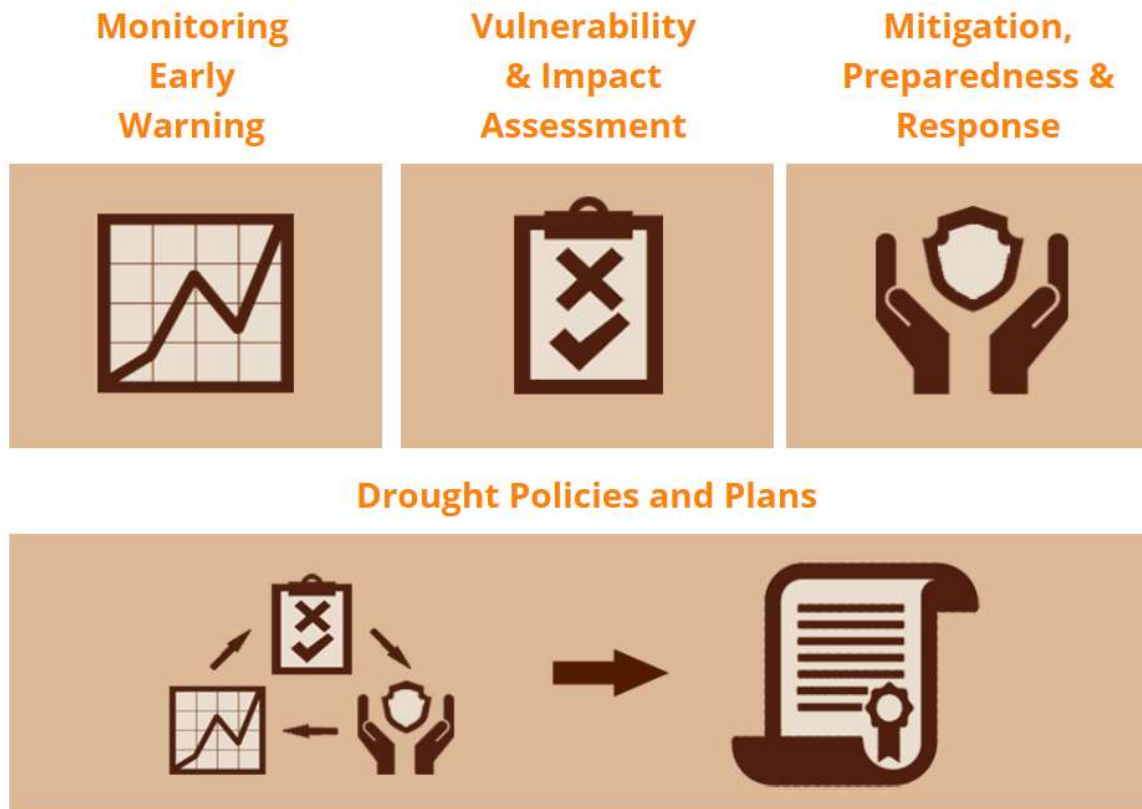 Monitoring
Early
Warning
Vulnerability
& Impact
Assessment
Mitigation,
Preparedness &
Response
Drought Policies and Plans